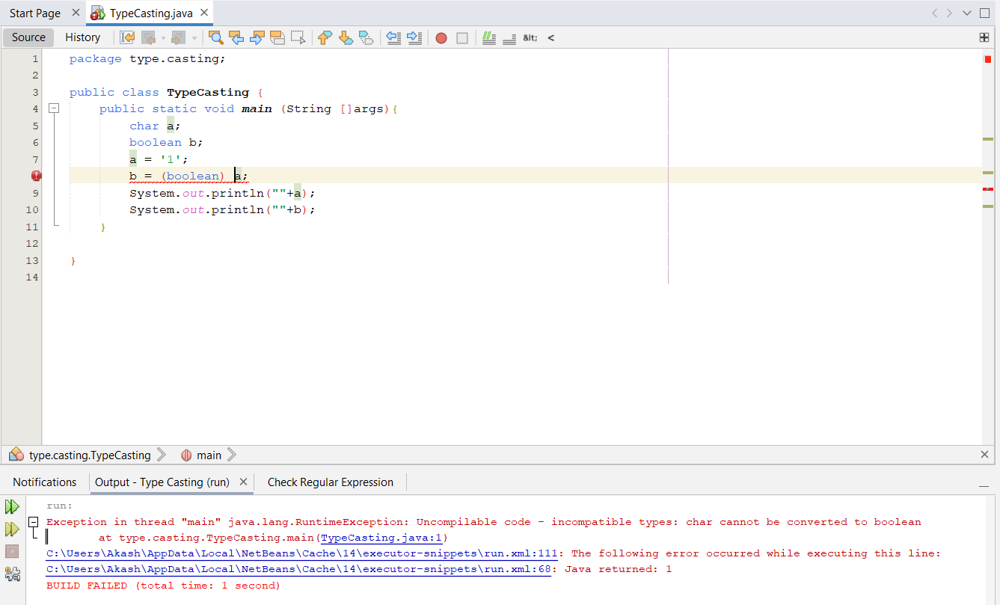 Start Page TypeCasting.java
Source History &lt; <
1 package type.casting;
2
3 public class TypeCasting {
4 public static void main (String []args){
5 char a;
6 boolean b;
7 a = '1';
b = (boolean) a;
9 System.out.println(""+a);
10 System.out.println(""+b);
11 }
12
13 }
14
type.casting.TypeCasting main
Notifications Output - Type Casting (run) Check Regular Expression
run:
Exception in thread "main" java.lang.RuntimeException: Uncompilable code - incompatible types: char cannot be converted to boolean
at type.casting.TypeCasting.main(TypeCasting.java:1)
C:\Users\Akash\AppData\Local\NetBeans\Cache\14\executor-snippets\run.xml:111: The following error occurred while executing this line:
C:\Users\Akash\AppData\Local\NetBeans\Cache\14\executor-snippets\run.xml:68: Java returned: 1
BUILD FAILED (total time: 1 second)